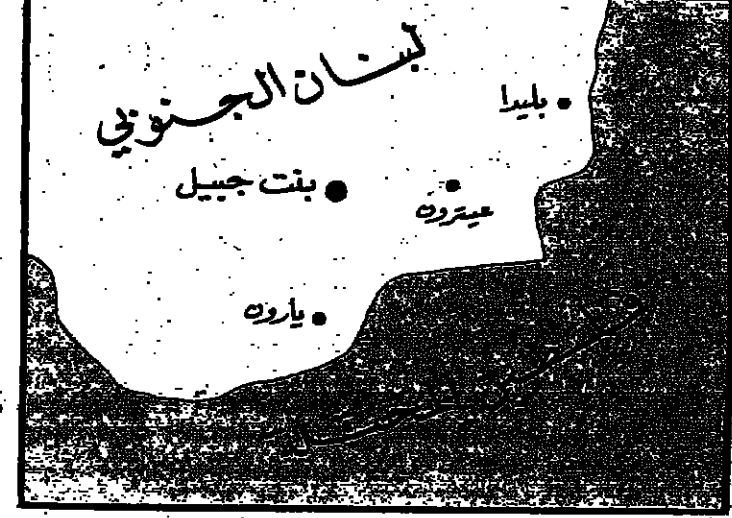 لبنان الجنوبي
بليدا
بنت جبيل
عيترون
يارون